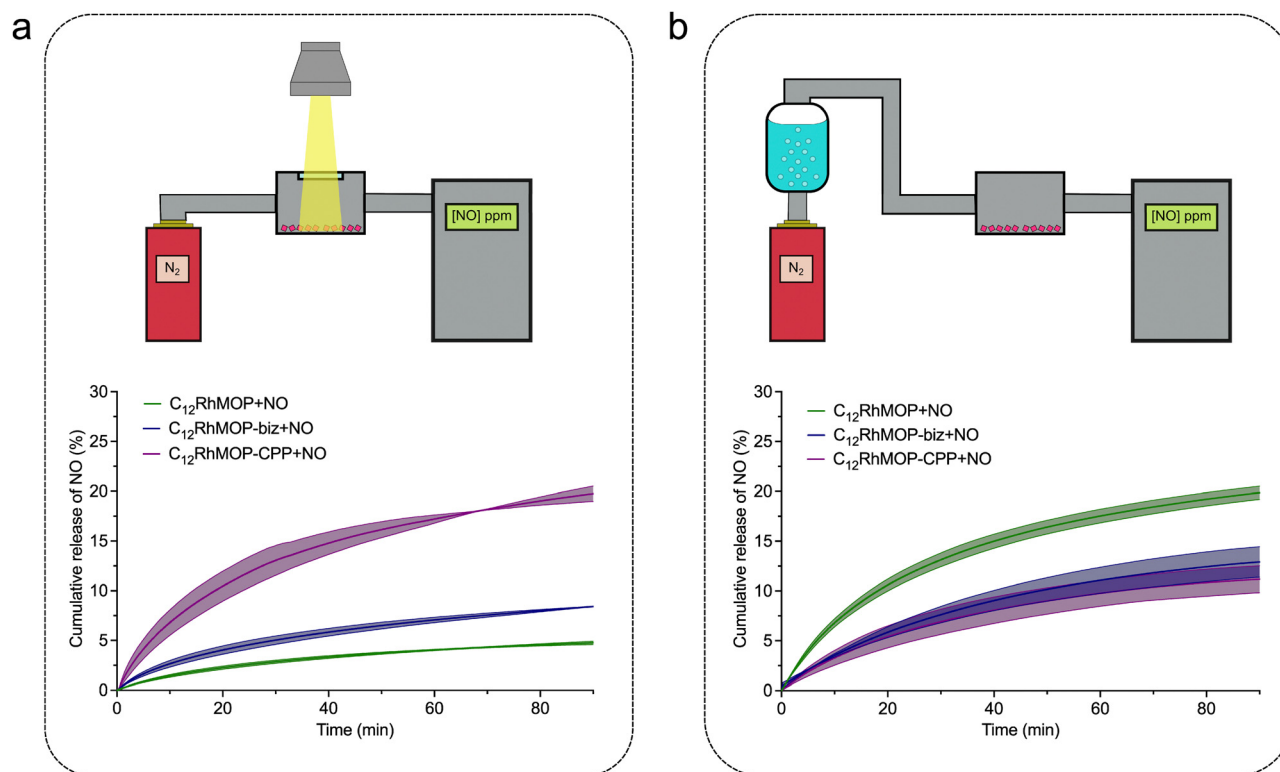 a
N₂
[NO] ppm
30
25
20
15
10
5
0
Cumulative release of NO (%)
C₁₂RhMOP+NO
C₁₂RhMOP-biz+NO
C₁₂RhMOP-CPP+NO
0 20 40 60 80
Time (min)
b
N₂
[NO] ppm
30
25
20
15
10
5
0
Cumulative release of NO (%)
C₁₂RhMOP+NO
C₁₂RhMOP-biz+NO
C₁₂RhMOP-CPP+NO
0 20 40 60 80
Time (min)